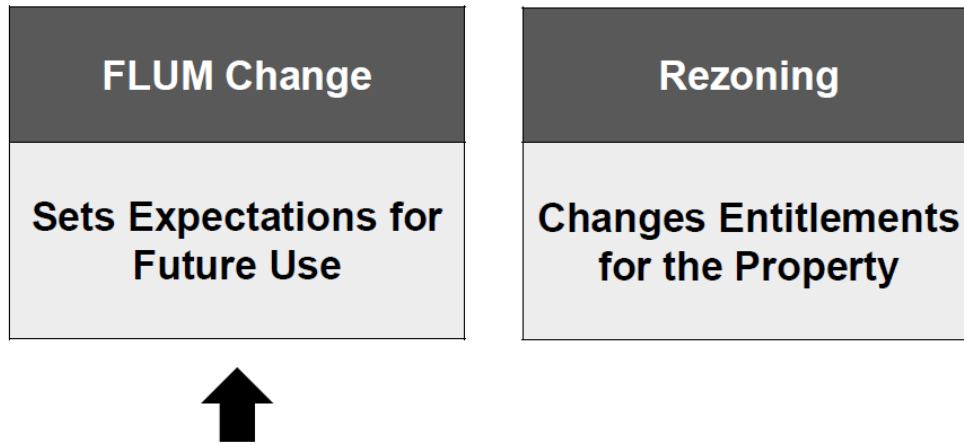 FLUM Change
Sets Expectations for
Future Use
Rezoning
Changes Entitlements
for the Property